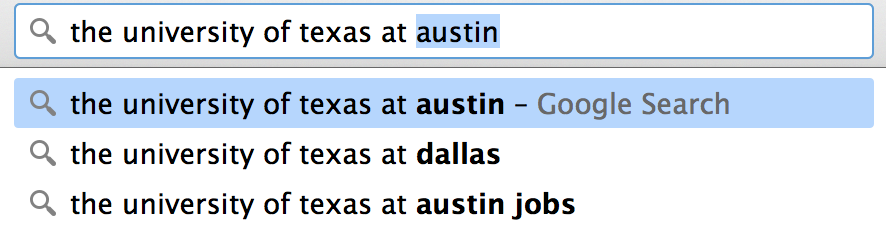 the university of texas at austin
the university of texas at austin – Google Search
the university of texas at dallas
the university of texas at austin jobs